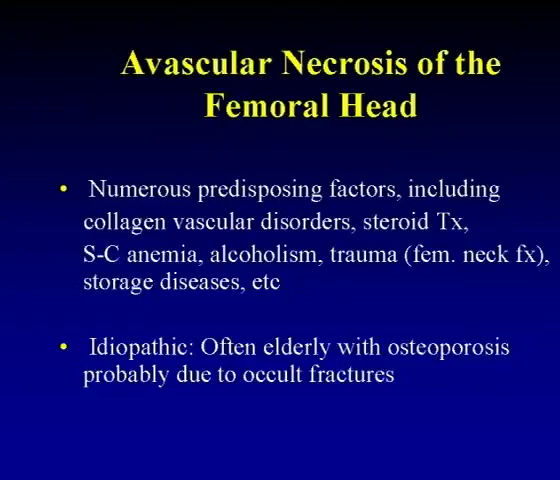 Avascular Necrosis of the
Femoral Head
• Numerous predisposing factors, including
collagen vascular disorders, steroid Tx,
S-C anemia, alcoholism, trauma (fem. neck fx),
storage diseases, etc
• Idiopathic: Often elderly with osteoporosis
probably due to occult fractures